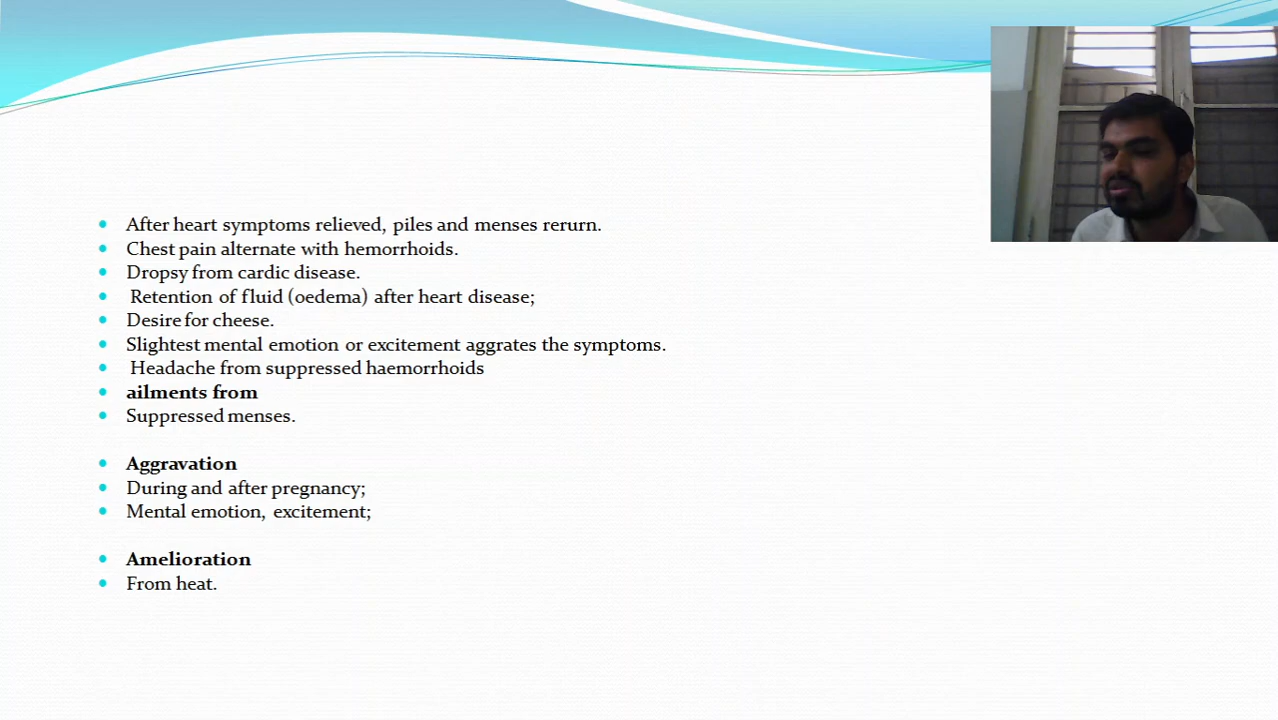 After heart symptoms relieved, piles and menses rerurn.
Chest pain alternate with hemorrhoids.
Dropsy from cardic disease.
Retention of fluid (oedema) after heart disease;
Desire for cheese.
Slightest mental emotion or excitement aggrates the symptoms.
Headache from suppressed haemorrhoids
ailments from
Suppressed menses.
Aggravation
During and after pregnancy;
Mental emotion, excitement;
Amelioration
From heat.